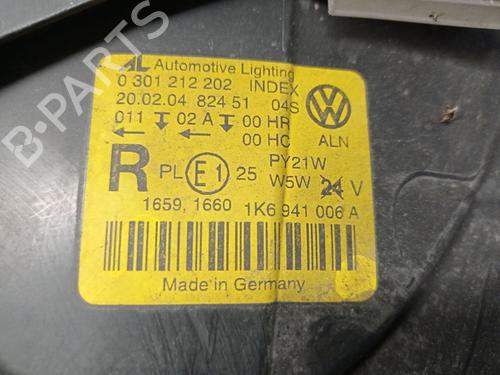 AL Automotive Lighting
0 301 212 202 INDEX
20.02.04 824 51 04S
011 02 A 00 HR
00 HC ALN
R PL E1 25 PY21W
W5W 24 V
1659, 1660 1K6 941 006 A
Made in Germany
B-PARTS